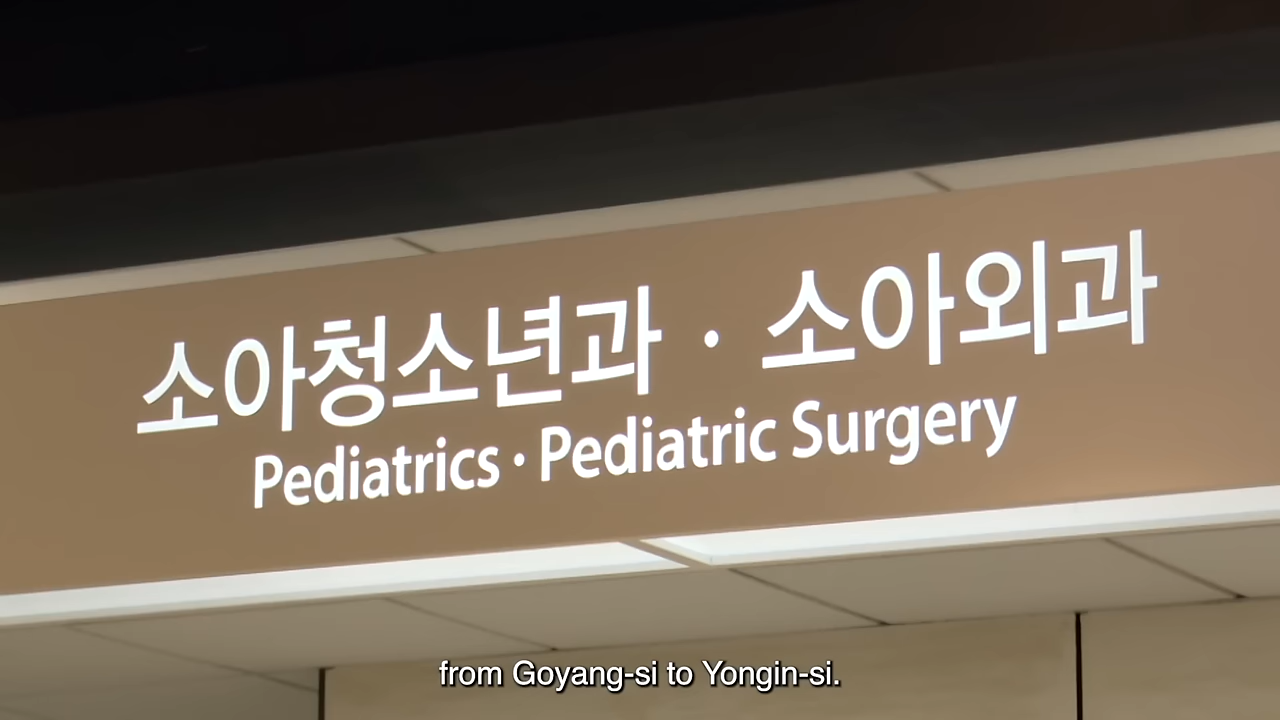 소아청소년과 · 소아외과
Pediatrics · Pediatric Surgery
from Goyang-si to Yongin-si.